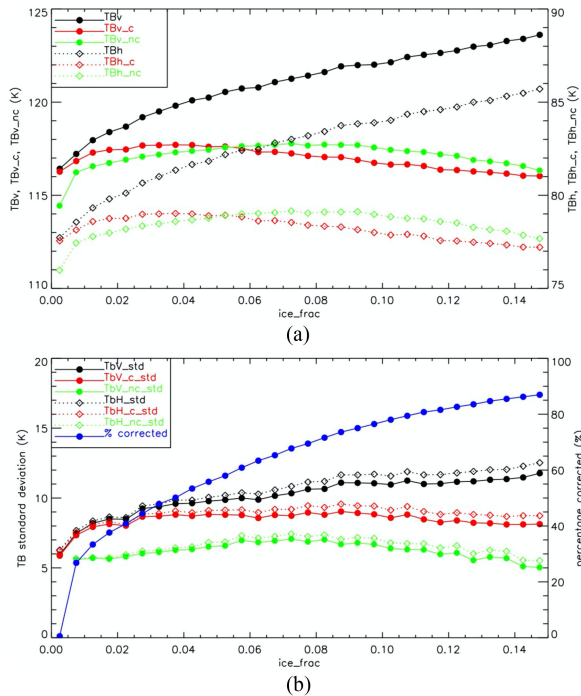 125
120
115
110
TBv, TBv_c, TBv_nc (K)
TBv
TBv_c
TBv_nc
TBh
TBh_c
TBh_nc
90
85
80
75
TBh, TBh_c, TBh_nc (K)
0.00 0.02 0.04 0.06 0.08 0.10 0.12 0.14
ice_frac
(a)
20
15
10
5
0
TB standard deviation (K)
TbV_std
TbV_c_std
TbV_nc_std
TbH_std
TbH_c_std
TbH_nc_std
% corrected
100
80
60
40
20
0
percentage corrected (%)
0.00 0.02 0.04 0.06 0.08 0.10 0.12 0.14
ice_frac
(b)